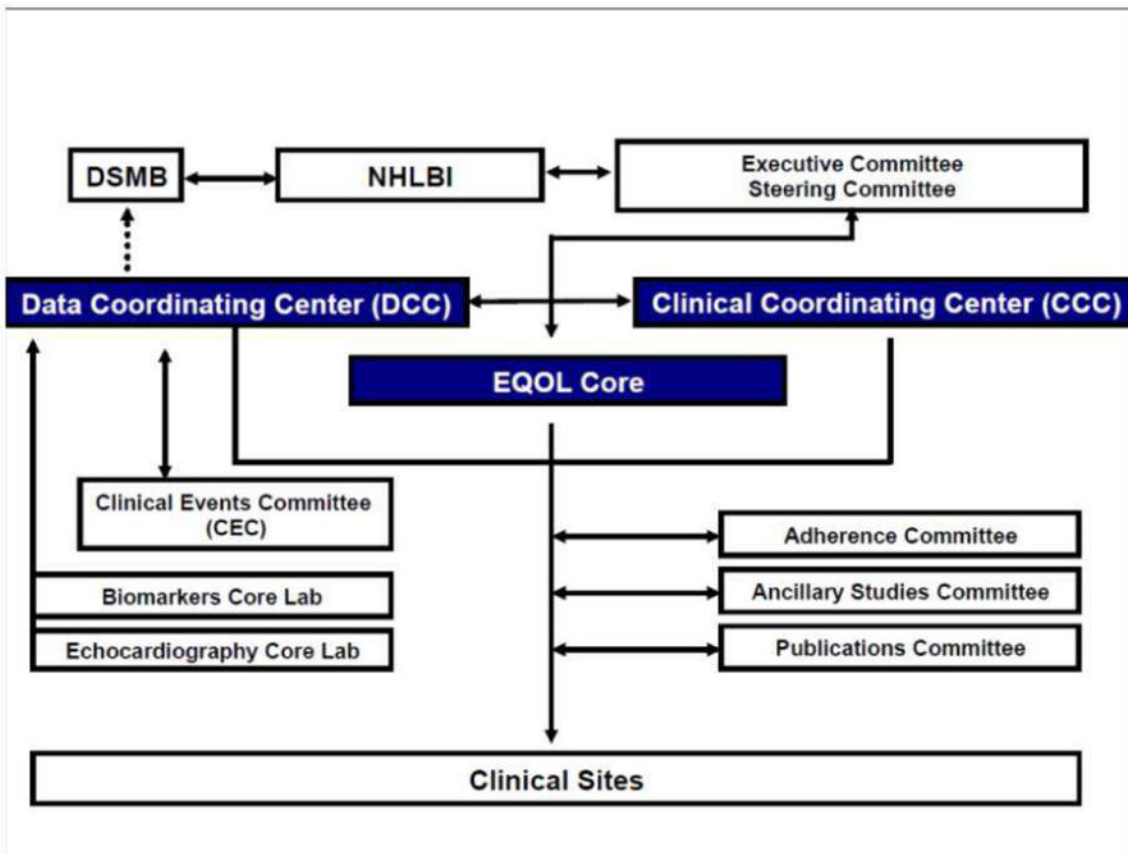 DSMB
NHLBI
Executive Committee
Steering Committee
Data Coordinating Center (DCC)
Clinical Coordinating Center (CCC)
EQOL Core
Clinical Events Committee
(CEC)
Adherence Committee
Biomarkers Core Lab
Ancillary Studies Committee
Echocardiography Core Lab
Publications Committee
Clinical Sites